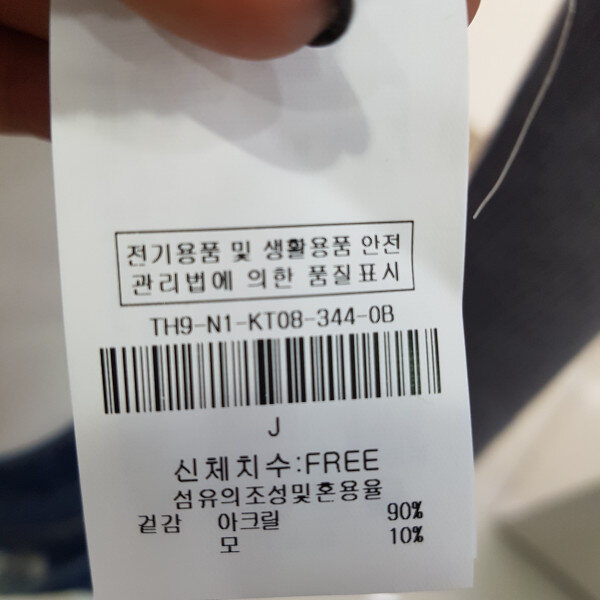 전기용품 및 생활용품 안전
관리법에 의한 품질표시
TH9-N1-KT08-344-0B
J
신체치수:FREE
섬유의조성및혼용율
겉감 아크릴 90%
모 10%